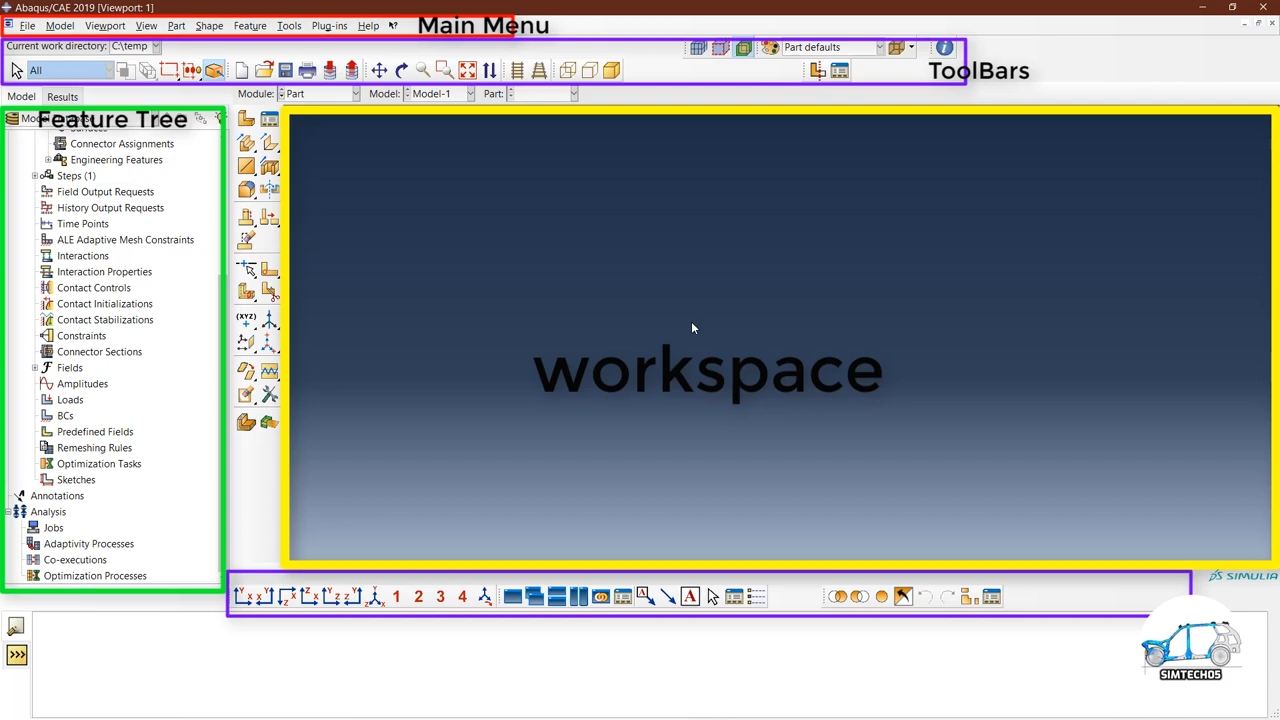 Abaqus/CAE 2019 [Viewport: 1]
File Model Viewport View Part Shape Feature Tools Plug-ins Help
Main Menu
Current work directory: C:\temp
Part defaults
All
ToolBars
Model Results
Module: Part Model: Model-1 Part:
Feature Tree
Connector Assignments
Engineering Features
Steps (1)
Field Output Requests
History Output Requests
Time Points
ALE Adaptive Mesh Constraints
Interactions
Interaction Properties
Contact Controls
Contact Initializations
Contact Stabilizations
Constraints
Connector Sections
Fields
Amplitudes
Loads
BCs
Predefined Fields
Remeshing Rules
Optimization Tasks
Sketches
Annotations
Analysis
Jobs
Adaptivity Processes
Co-executions
Optimization Processes
(XYZ)
workspace
1 2 3 4
A
SIMULIA
>>>
SIMTECH05